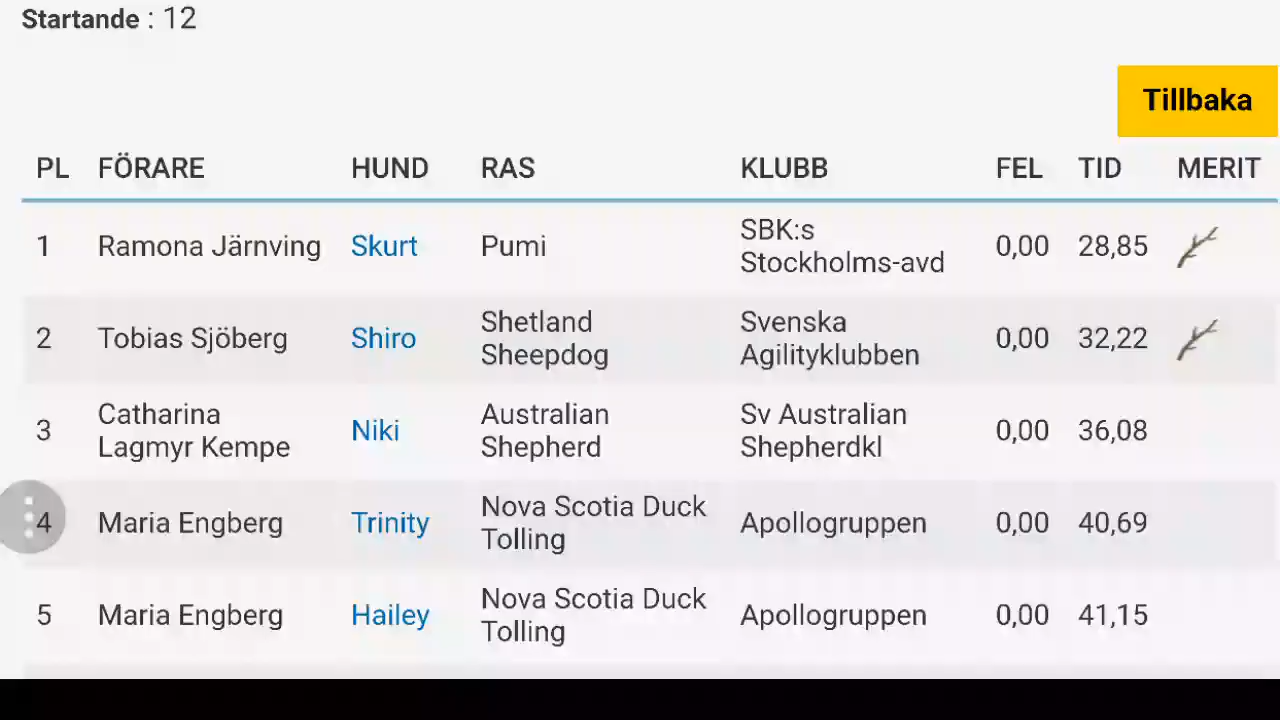 Startande : 12
Tillbaka
PL FÖRARE HUND RAS KLUBB FEL TID MERIT
1 Ramona Järnving Skurt Pumi SBK:s Stockholms-avd 0,00 28,85
2 Tobias Sjöberg Shiro Shetland Sheepdog Svenska Agilityklubben 0,00 32,22
3 Catharina Lagmyr Kempe Niki Australian Shepherd Sv Australian Shepherdkl 0,00 36,08
4 Maria Engberg Trinity Nova Scotia Duck Tolling Apollogruppen 0,00 40,69
5 Maria Engberg Hailey Nova Scotia Duck Tolling Apollogruppen 0,00 41,15